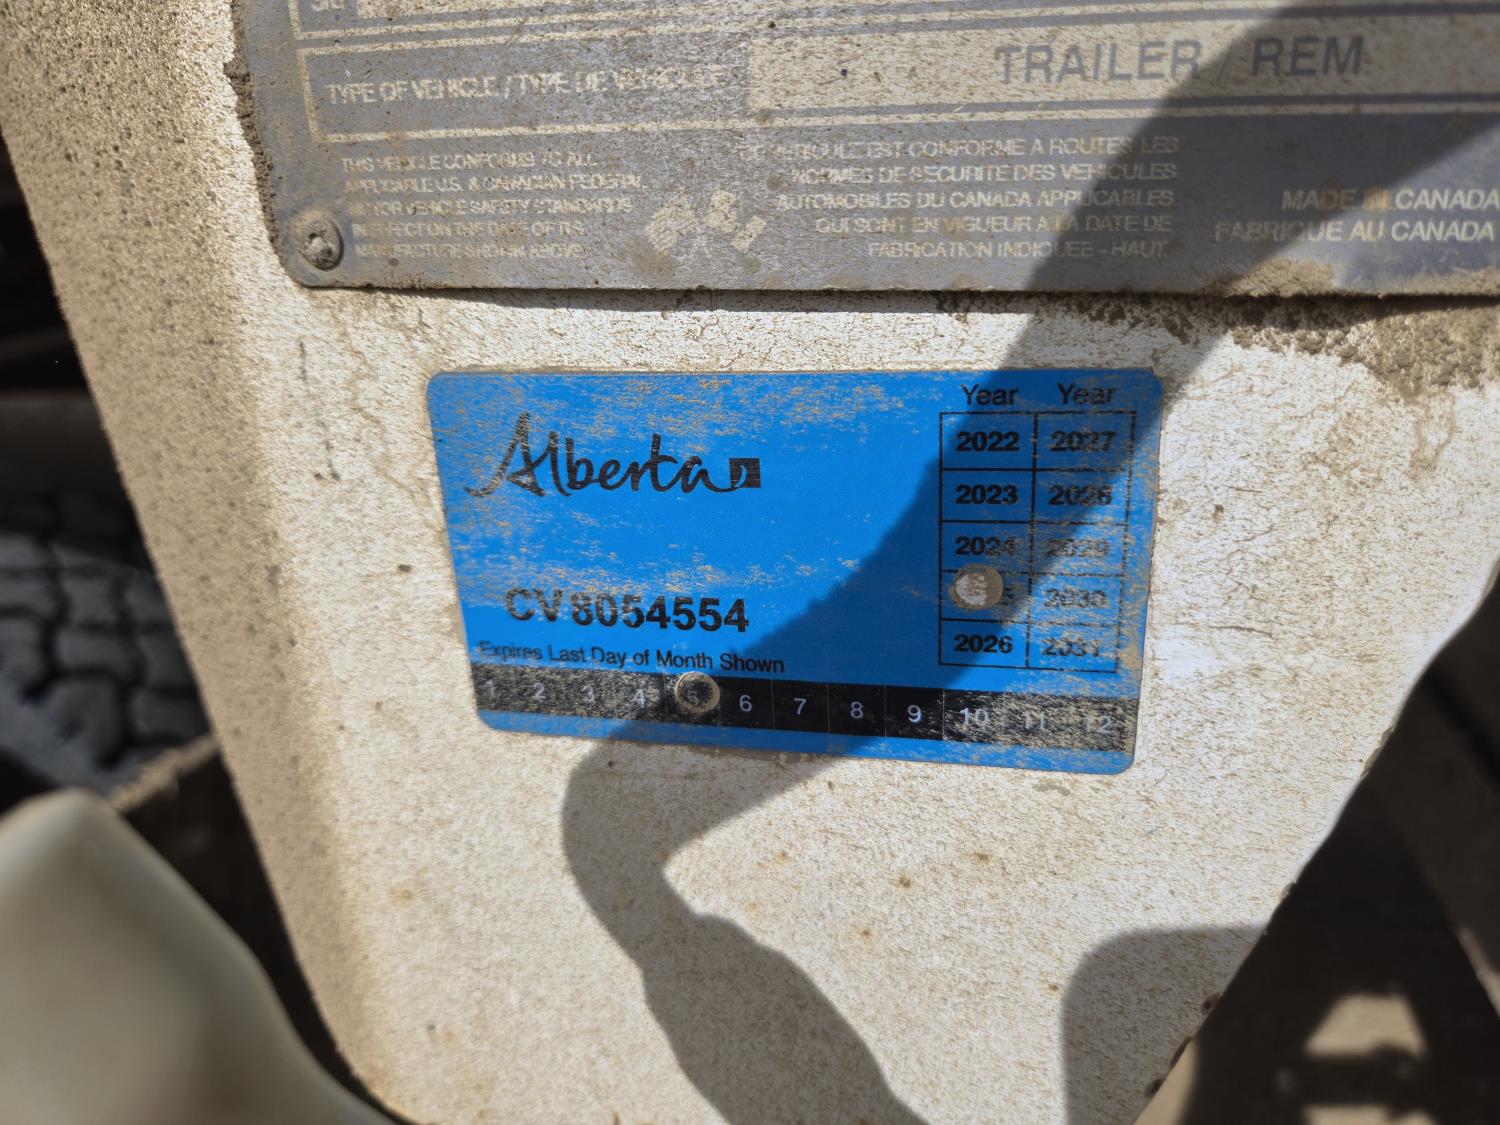 TRAILER / REM
TYPE OF VEHICLE / TYPE DE VEHICULE
THIS VEHICLE CONFORMS TO ALL
APPLICABLE U.S. & CANADIAN FEDERAL
MOTOR VEHICLE SAFETY STANDARDS
IN EFFECT ON THE DATE OF
MANUFACTURE SHOWN ABOVE
VEHICULE EST CONFORME A ROUTES LES
NORMES DE SECURITE DES VEHICULES
AUTOMOBILES DU CANADA APPLICABLES
QUI SONT EN VIGUEUR A LA DATE DE
FABRICATION INDIQUEE - HAUT.
MADE IN CANADA
FABRIQUE AU CANADA
Alberta
CV 8054554
Expires Last Day of Month Shown
Year Year
2022 2027
2023 2028
2024 2029
2030
2026 2031
1 2 3 4 5 6 7 8 9 10 11 12